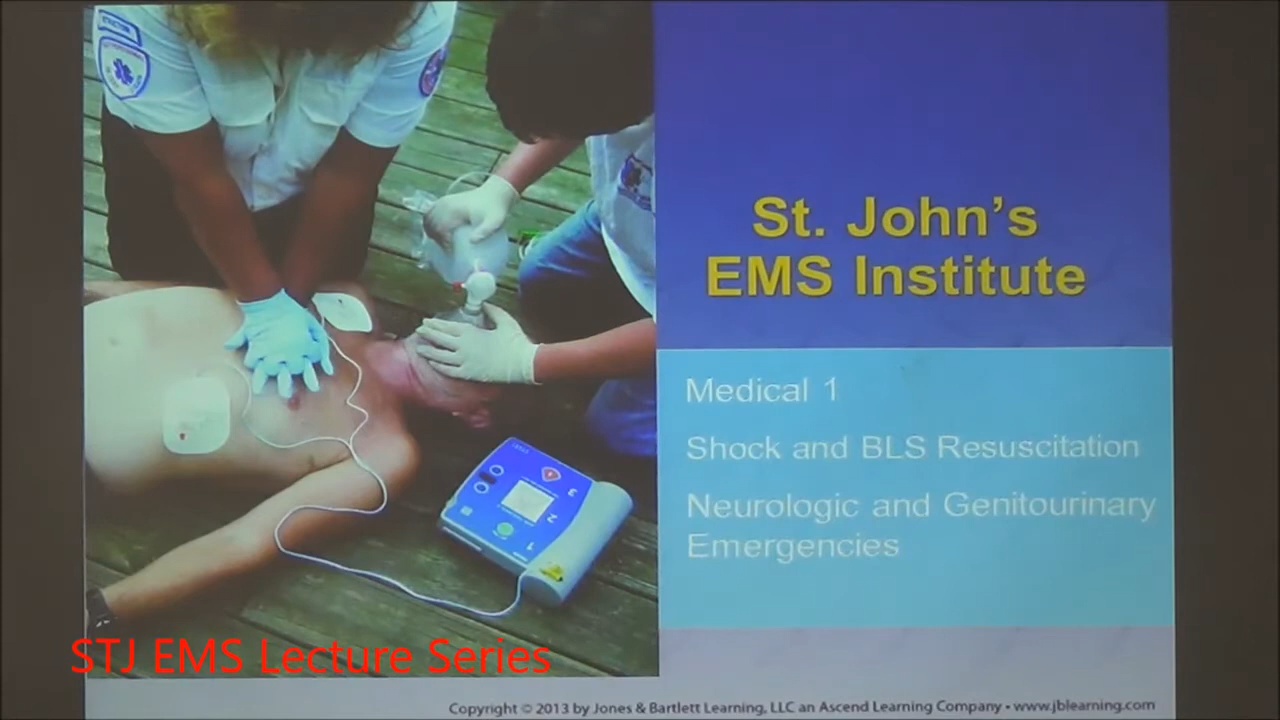 St. John's
EMS Institute
Medical 1
Shock and BLS Resuscitation
Neurologic and Genitourinary
Emergencies
STJ EMS Lecture Series
Copyright © 2013 by Jones & Bartlett Learning, LLC an Ascend Learning Company • www.jblearning.com